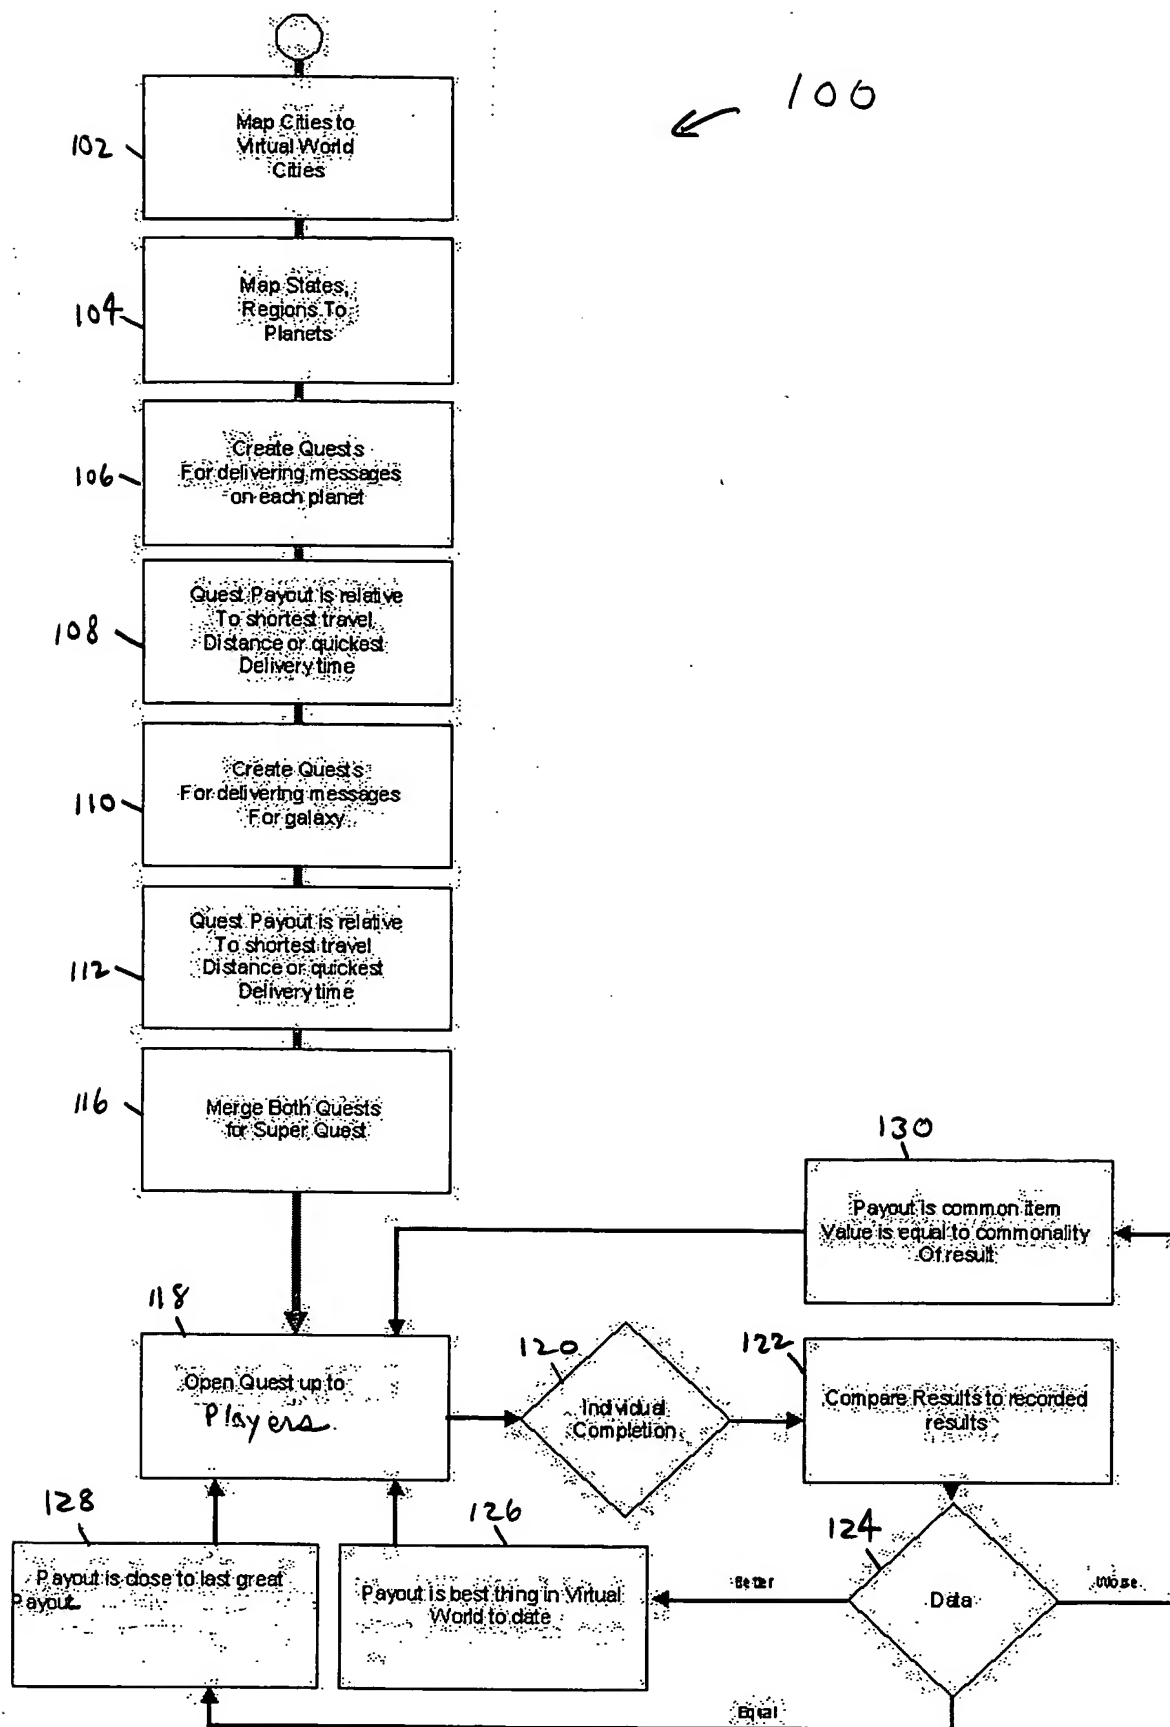 100
102
Map Cities to
Virtual World
Cities
104
Map States,
Regions To
Planets
106
Create Quests
For delivering messages
on each planet
108
Quest Payout is relative
To shortest travel
Distance or quickest
Delivery time
110
Create Quests
For delivering messages
For galaxy
112
Quest Payout is relative
To shortest travel
Distance or quickest
Delivery time
116
Merge Both Quests
for Super Quest
130
Payout is common item
Value is equal to commonality
Of result
118
Open Quest up to
Players
120
Individual
Completion
122
Compare Results to recorded
results
128
Payout is close to last great
Payout
126
Payout is best thing in Virtual
World to date
Better
124
Data
Worse
Equal